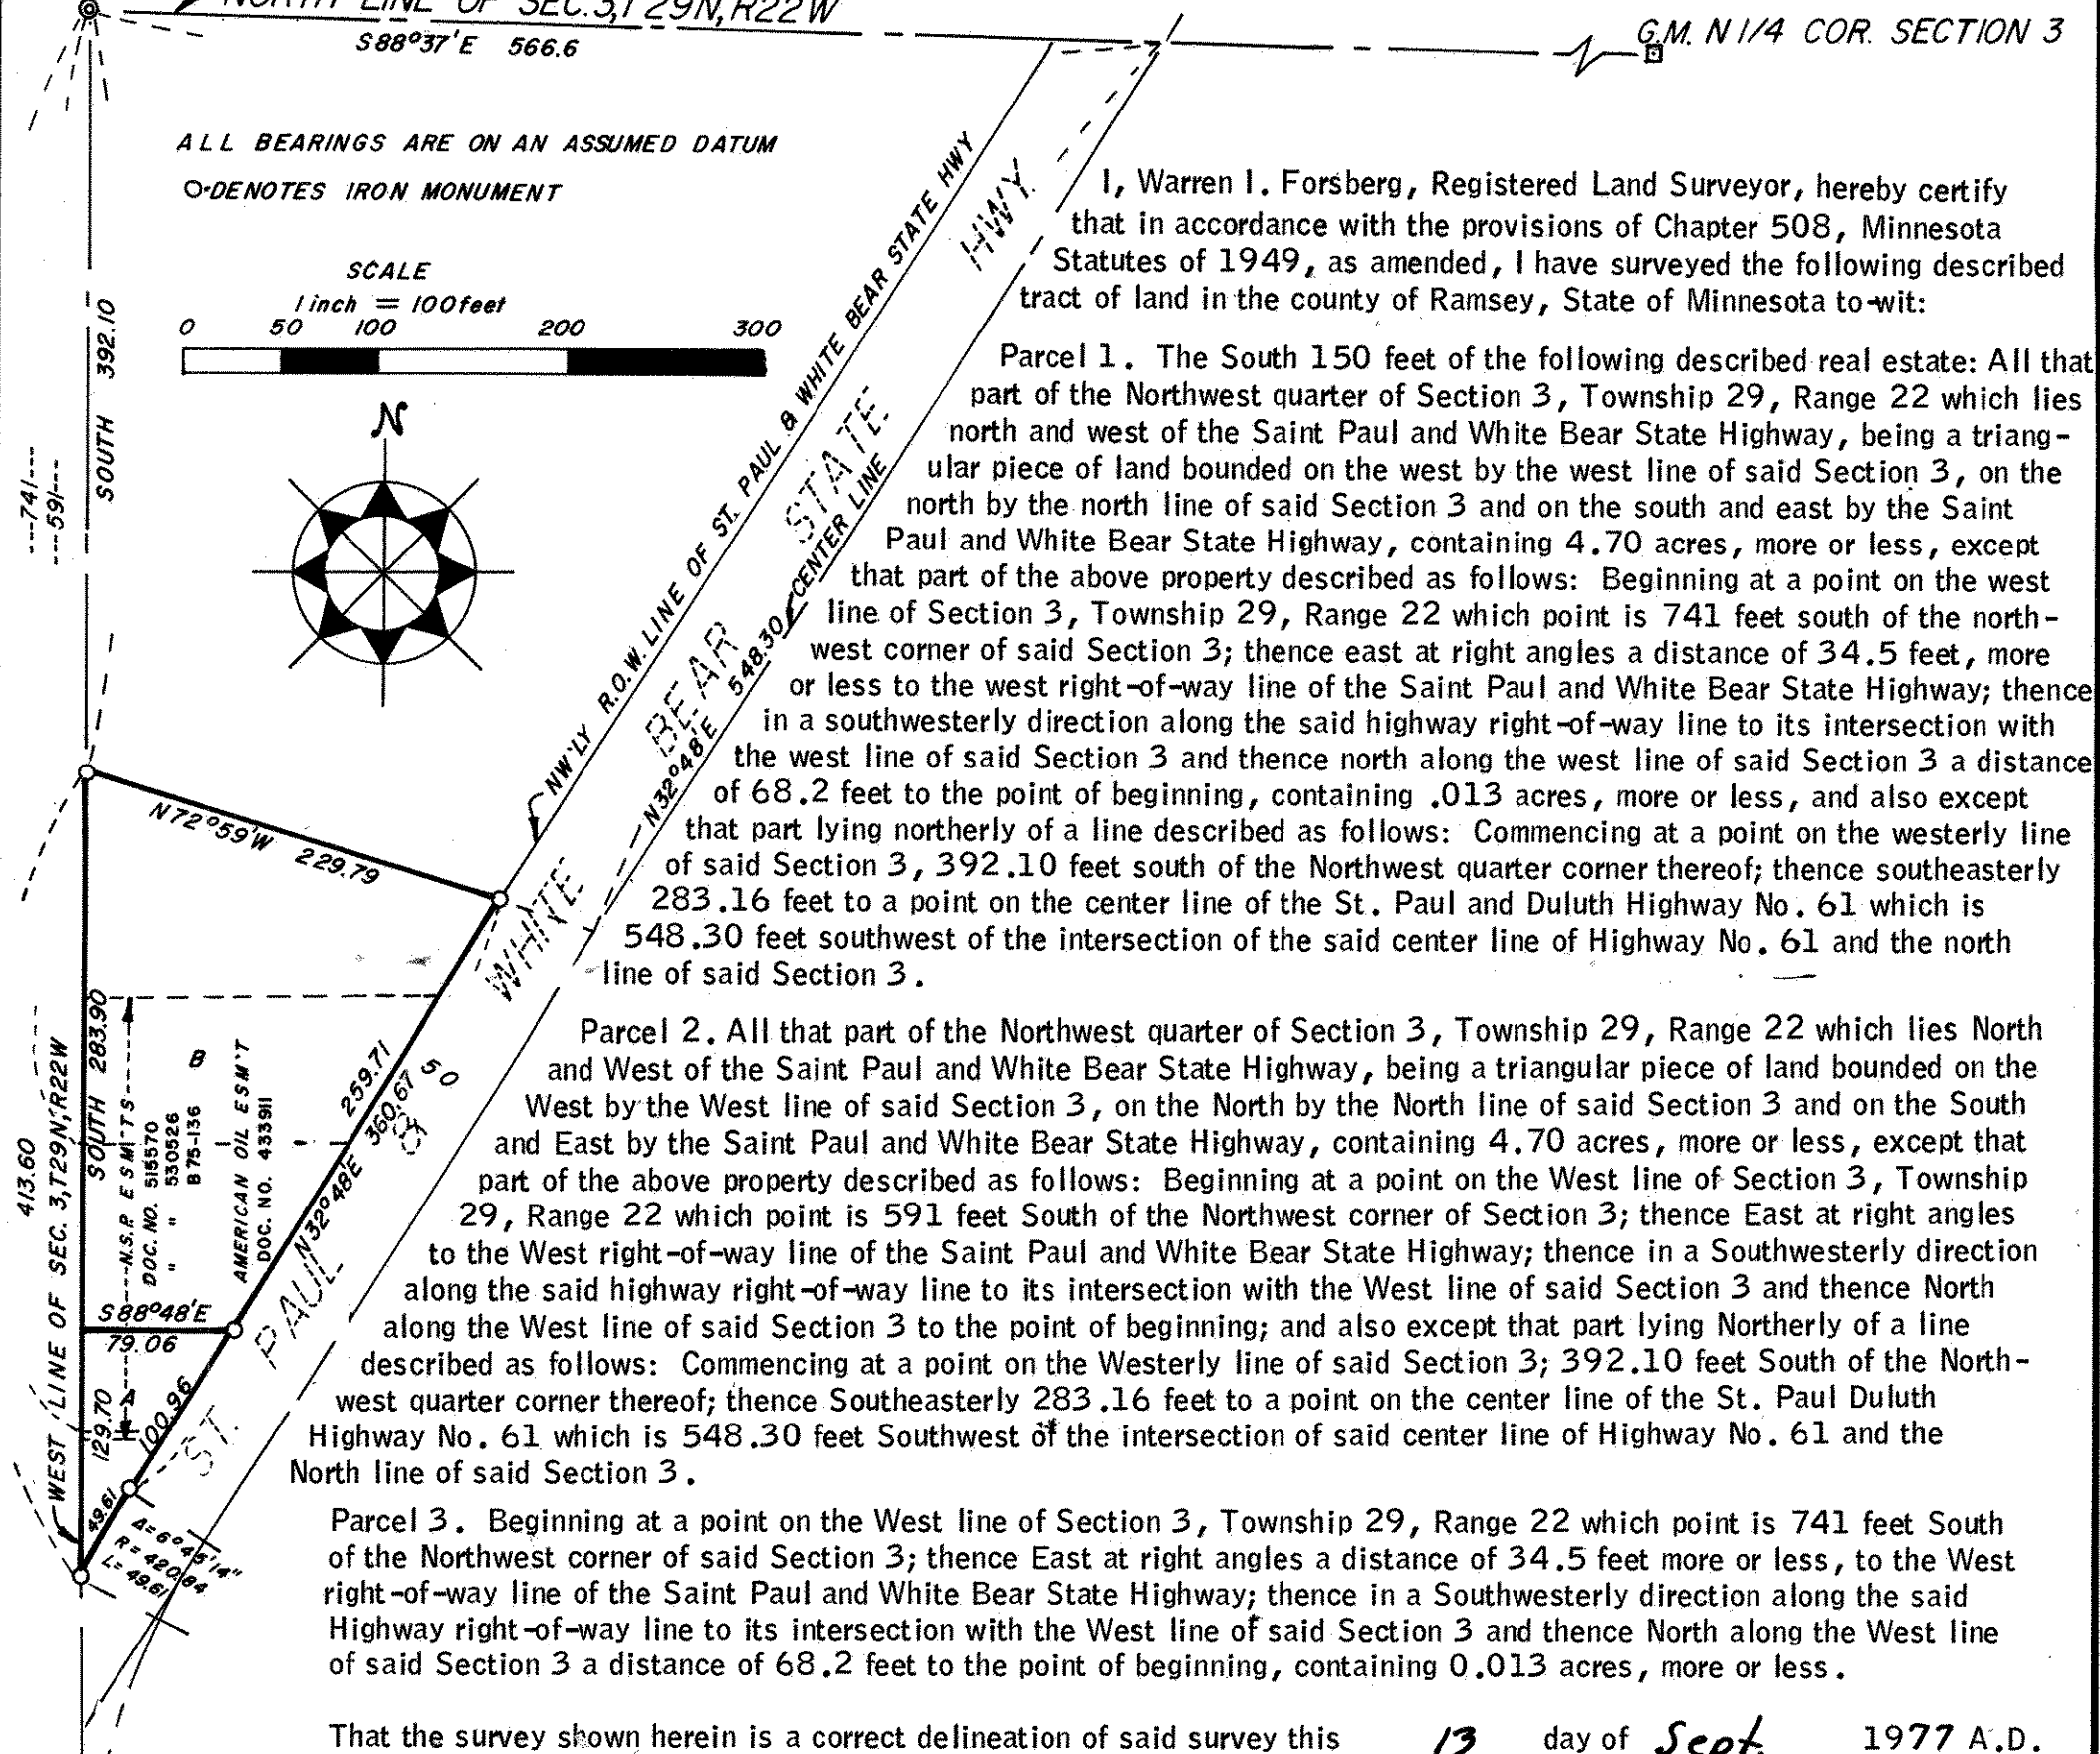 NORTH LINE OF SEC.3,T29N,R22W
S88°37'E 566.6
G.M. N 1/4 COR. SECTION 3
ALL BEARINGS ARE ON AN ASSUMED DATUM
O-DENOTES IRON MONUMENT
SCALE
1 inch = 100 feet
0 50 100 200 300
N
SOUTH 392.10
---741---
---591---
NW'LY R.O.W. LINE OF ST. PAUL & WHITE BEAR STATE HWY
ST. PAUL & WHITE BEAR STATE HWY.
N32°48'E 548.30
CENTER LINE
N72°59'W 229.79
SOUTH 283.90
413.60
WEST LINE OF SEC. 3,T29N,R22W
---N.S.P. ESM'TS---
DOC. NO. 515570
" " 530526
B 75-136
B
AMERICAN OIL ESM'T
DOC. NO. 433911
259.71
N32°48'E 360.67
50
S88°48'E
79.06
129.70
A
100.96
49.61
Δ=6°45'14"
R=420.84
L=49.61
I, Warren I. Forsberg, Registered Land Surveyor, hereby certify
that in accordance with the provisions of Chapter 508, Minnesota
Statutes of 1949, as amended, I have surveyed the following described
tract of land in the county of Ramsey, State of Minnesota to-wit:
Parcel 1. The South 150 feet of the following described real estate: All that
part of the Northwest quarter of Section 3, Township 29, Range 22 which lies
north and west of the Saint Paul and White Bear State Highway, being a triang-
ular piece of land bounded on the west by the west line of said Section 3, on the
north by the north line of said Section 3 and on the south and east by the Saint
Paul and White Bear State Highway, containing 4.70 acres, more or less, except
that part of the above property described as follows: Beginning at a point on the west
line of Section 3, Township 29, Range 22 which point is 741 feet south of the north-
west corner of said Section 3; thence east at right angles a distance of 34.5 feet, more
or less to the west right-of-way line of the Saint Paul and White Bear State Highway; thence
in a southwesterly direction along the said highway right-of-way line to its intersection with
the west line of said Section 3 and thence north along the west line of said Section 3 a distance
of 68.2 feet to the point of beginning, containing .013 acres, more or less, and also except
that part lying northerly of a line described as follows: Commencing at a point on the westerly line
of said Section 3, 392.10 feet south of the Northwest quarter corner thereof; thence southeasterly
283.16 feet to a point on the center line of the St. Paul and Duluth Highway No. 61 which is
548.30 feet southwest of the intersection of the said center line of Highway No. 61 and the north
line of said Section 3.
Parcel 2. All that part of the Northwest quarter of Section 3, Township 29, Range 22 which lies North
and West of the Saint Paul and White Bear State Highway, being a triangular piece of land bounded on the
West by the West line of said Section 3, on the North by the North line of said Section 3 and on the South
and East by the Saint Paul and White Bear State Highway, containing 4.70 acres, more or less, except that
part of the above property described as follows: Beginning at a point on the West line of Section 3, Township
29, Range 22 which point is 591 feet South of the Northwest corner of Section 3; thence East at right angles
to the West right-of-way line of the Saint Paul and White Bear State Highway; thence in a Southwesterly direction
along the said highway right-of-way line to its intersection with the West line of said Section 3 and thence North
along the West line of said Section 3 to the point of beginning; and also except that part lying Northerly of a line
described as follows: Commencing at a point on the Westerly line of said Section 3; 392.10 feet South of the North-
west quarter corner thereof; thence Southeasterly 283.16 feet to a point on the center line of the St. Paul Duluth
Highway No. 61 which is 548.30 feet Southwest of the intersection of said center line of Highway No. 61 and the
North line of said Section 3.
Parcel 3. Beginning at a point on the West line of Section 3, Township 29, Range 22 which point is 741 feet South
of the Northwest corner of said Section 3; thence East at right angles a distance of 34.5 feet more or less, to the West
right-of-way line of the Saint Paul and White Bear State Highway; thence in a Southwesterly direction along the said
Highway right-of-way line to its intersection with the West line of said Section 3 and thence North along the West line
of said Section 3 a distance of 68.2 feet to the point of beginning, containing 0.013 acres, more or less.
That the survey shown herein is a correct delineation of said survey this 13 day of Sept. 1977 A.D.